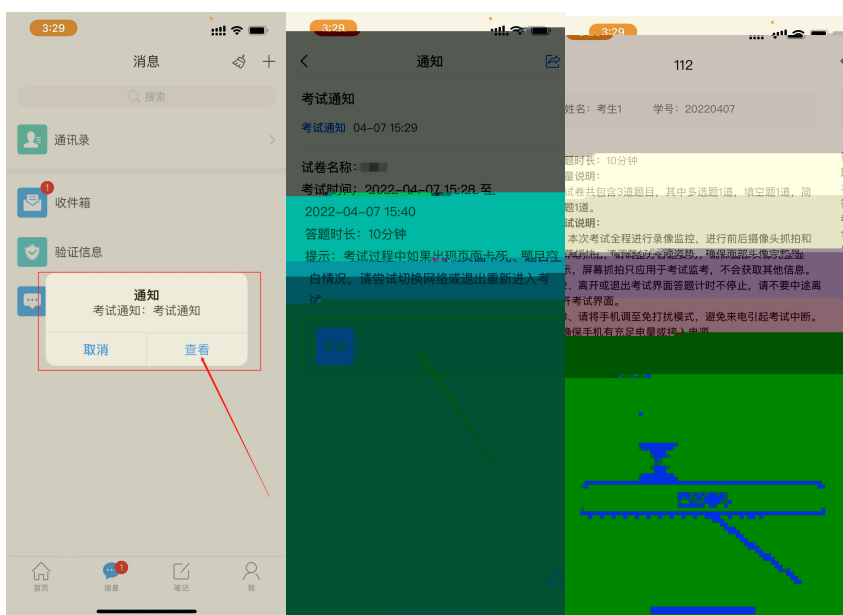 3:29
消息
搜索
通讯录
1
收件箱
验证信息
通知
考试通知：考试通知
取消
查看
首页
消息
1
笔记
我
3:29
通知
考试通知
考试通知 04-07 15:29
试卷名称：
考试时间：2022-04-07 15:28 至
2022-04-07 15:40
答题时长：10分钟
提示：考试过程中如果出现页面卡死、题目空
白情况，请尝试切换网络或退出重新进入考
试
3:29
112
姓名：考生1 学号：20220407
题时长：10分钟
量说明：
试卷共包含3道题目，其中多选题1道，填空题1道，简
题1道。
试说明：
本次考试全程进行录像监控，进行前后摄像头抓拍和
确保面部头像完整显
示，屏幕抓拍只应用于考试监考，不会获取其他信息。
、离开或退出考试界面答题计时不停止，请不要中途离
开考试界面。
、请将手机调至免打扰模式，避免来电引起考试中断。
确保手机有充足电量或接入电源